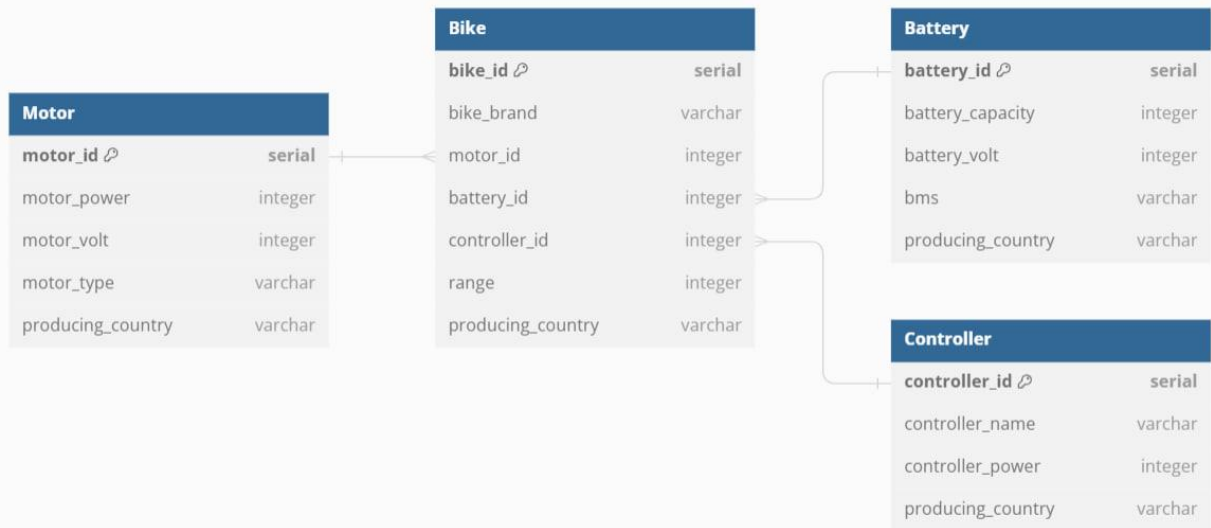 Motor
motor_id serial
motor_power integer
motor_volt integer
motor_type varchar
producing_country varchar
Bike
bike_id serial
bike_brand varchar
motor_id integer
battery_id integer
controller_id integer
range integer
producing_country varchar
Battery
battery_id serial
battery_capacity integer
battery_volt integer
bms varchar
producing_country varchar
Controller
controller_id serial
controller_name varchar
controller_power integer
producing_country varchar